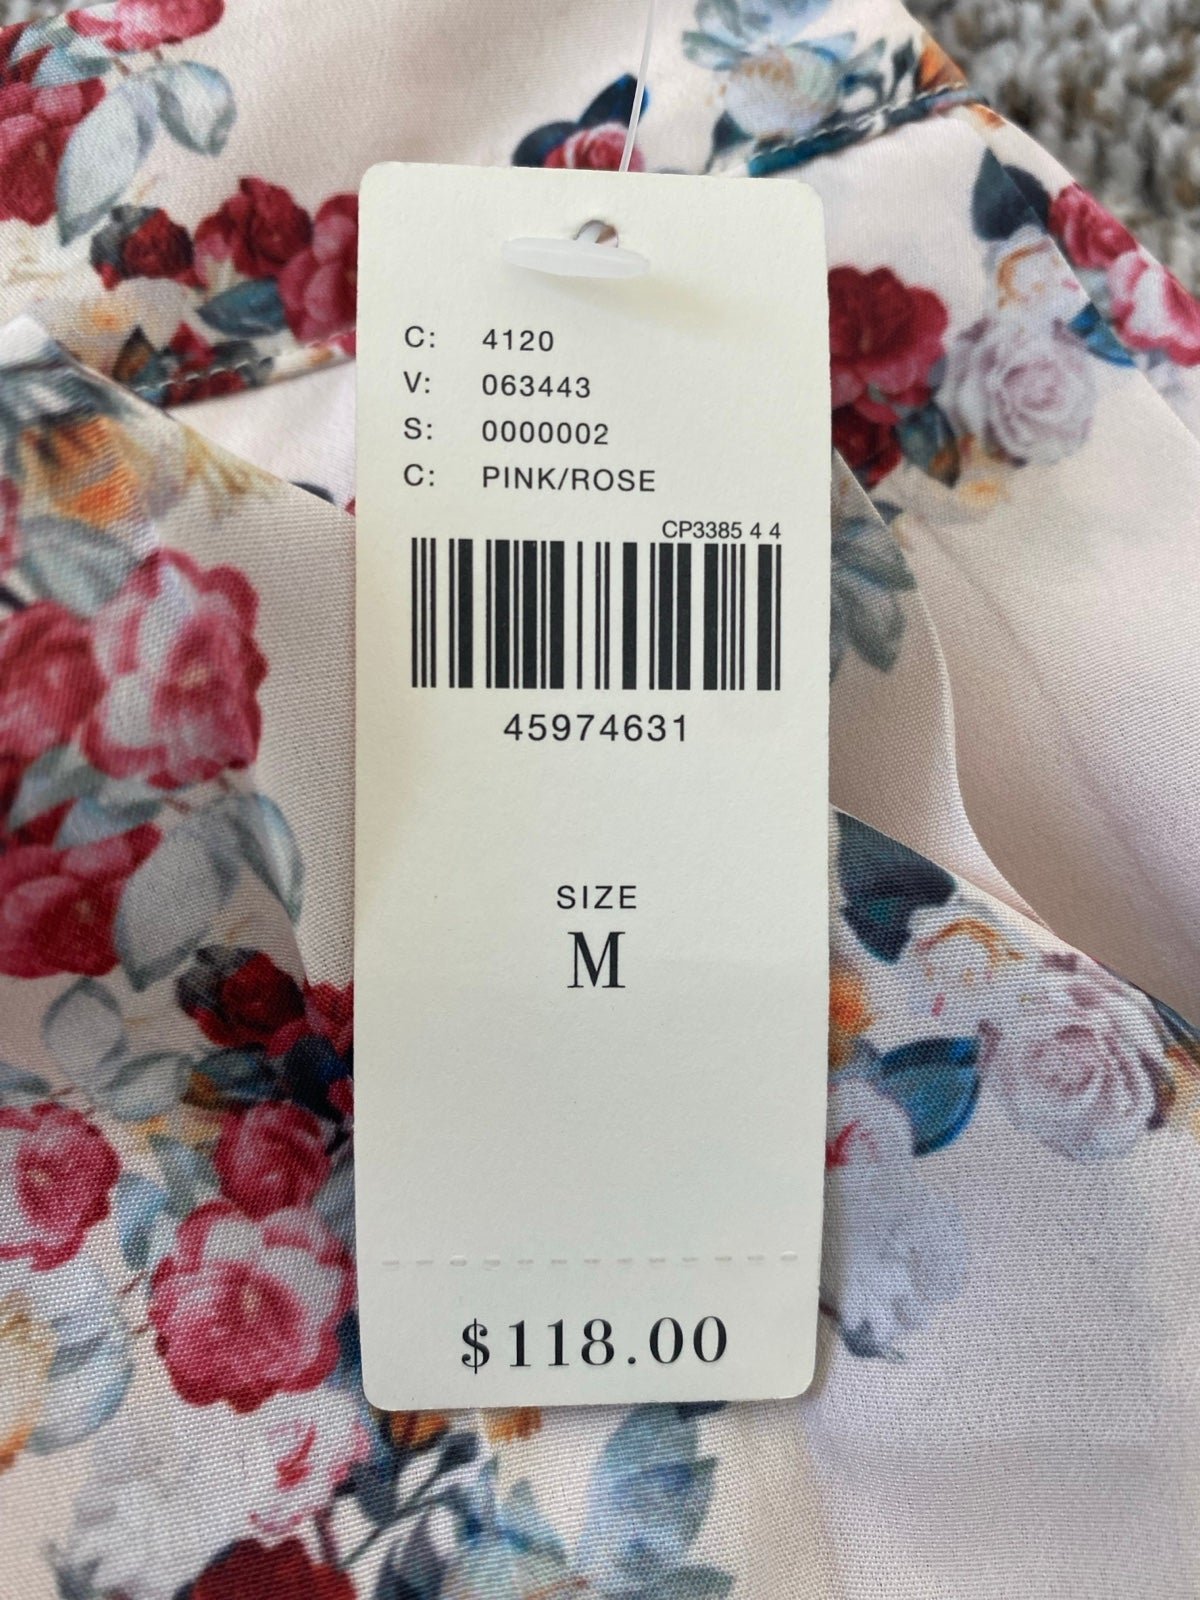 C: 4120
V: 063443
S: 0000002
C: PINK/ROSE
CP3385 4 4
45974631
SIZE
M
$118.00